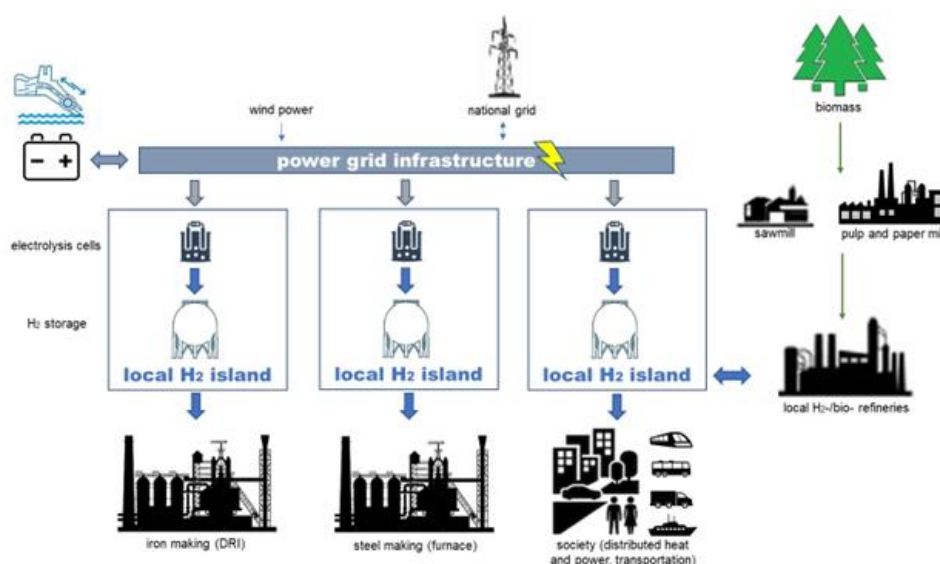 wind power
national grid
biomass
power grid infrastructure
electrolysis cells
sawmill
pulp and paper mi
H₂ storage
local H₂ island
local H₂ island
local H₂ island
local H₂-/bio- refineries
iron making (DRI)
steel making (furnace)
society (distributed heat
and power, transportation)